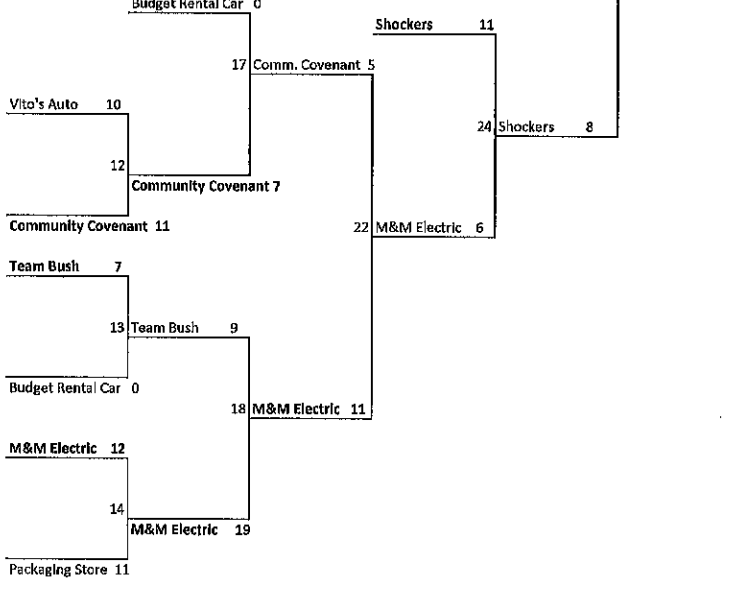 Budget Rental Car 0
Shockers 11
17 Comm. Covenant 5
Vito's Auto 10
24 Shockers 8
12
Community Covenant 7
Community Covenant 11
22 M&M Electric 6
Team Bush 7
13 Team Bush 9
Budget Rental Car 0
18 M&M Electric 11
M&M Electric 12
14
M&M Electric 19
Packaging Store 11